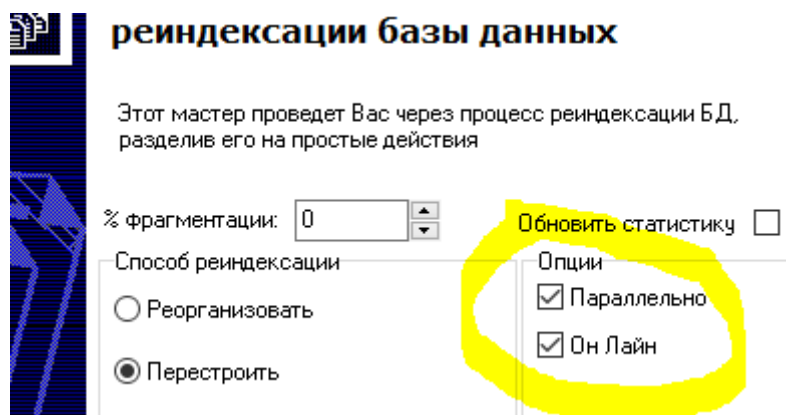 реиндексации базы данных
Этот мастер проведет Вас через процесс реиндексации БД,
разделив его на простые действия
% фрагментации: 0 Обновить статистику
Способ реиндексации Опции
Реорганизовать Параллельно
Перестроить Он Лайн